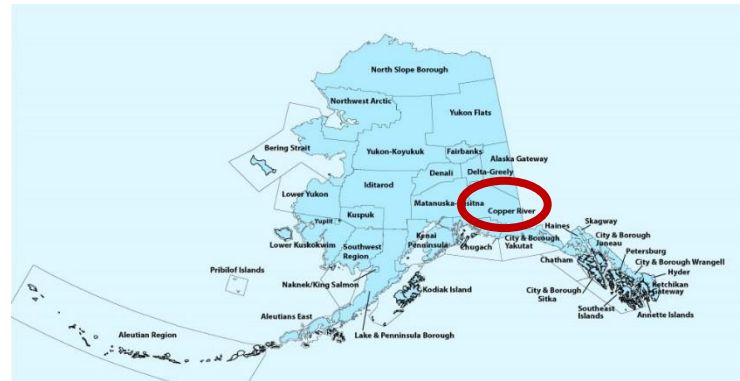 North Slope Borough
Northwest Arctic
Yukon Flats
Bering Strait
Yukon-Koyukuk
Fairbanks
Alaska Gateway
Denali
Delta-Greely
Iditarod
Lower Yukon
Matanuska-Susitna
Copper River
Yupiit
Kuspuk
Haines
Skagway
City & Borough
Juneau
Lower Kuskokwim
Southwest
Region
Kenai
Penninsula
Chugach
City & Borough
Yakutat
Petersburg
City & Borough Wrangell
Chatham
Hyder
Pribilof Islands
Naknek/King Salmon
Kodiak Island
City & Borough
Sitka
Ketchikan
Gateway
Southeast
Islands
Annette Islands
Aleutians East
Lake & Penninsula Borough
Aleutian Region